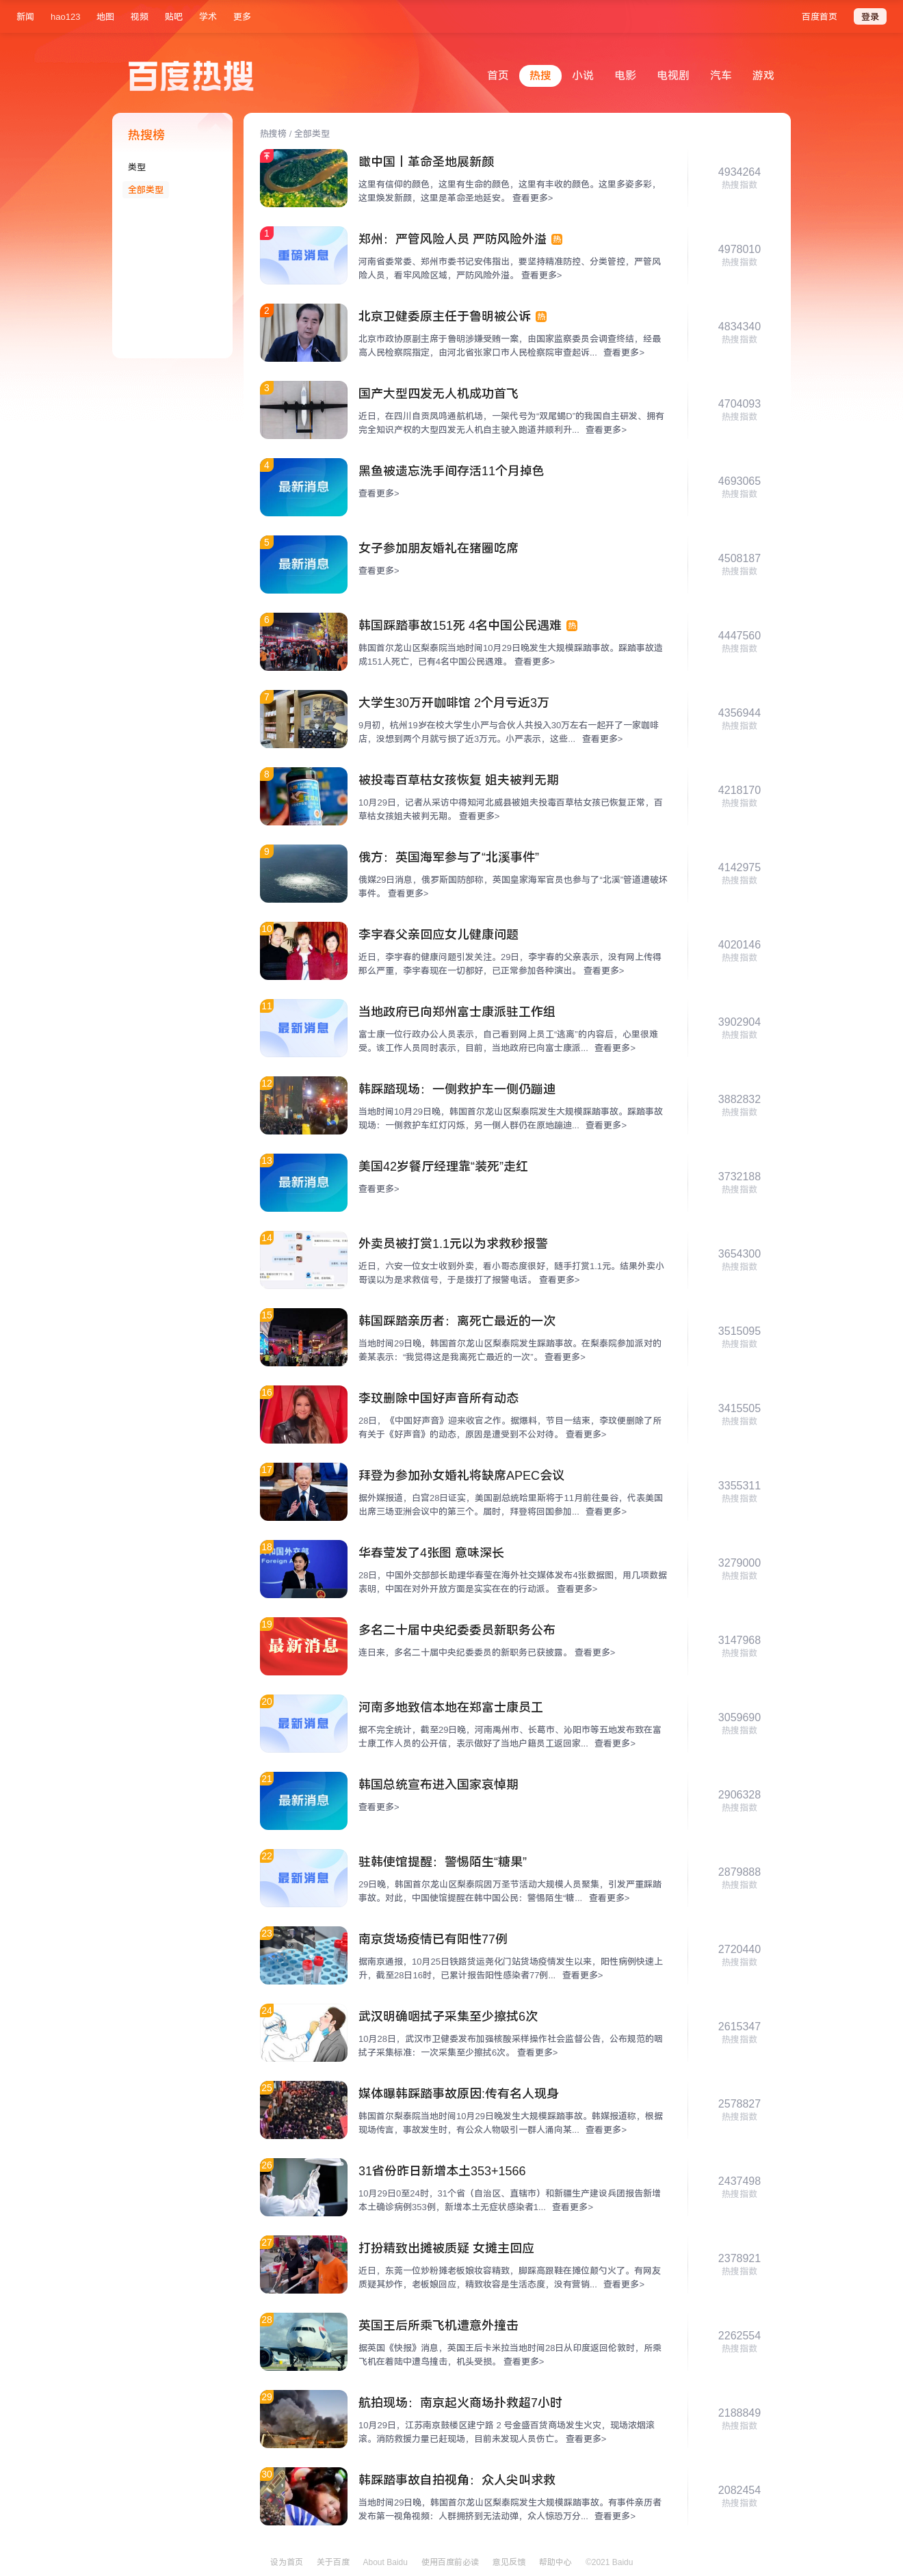 新闻 hao123 地图 视频 贴吧 学术 更多 百度首页 登录
百度热搜
首页 热搜 小说 电影 电视剧 汽车 游戏
热搜榜
类型
全部类型
热搜榜 / 全部类型
瞰中国丨革命圣地展新颜
这里有信仰的颜色，这里有生命的颜色，这里有丰收的颜色。这里多姿多彩，
这里焕发新颜，这里是革命圣地延安。 查看更多>
4934264
热搜指数
1
重磅消息
郑州：严管风险人员 严防风险外溢 热
河南省委常委、郑州市委书记安伟指出，要坚持精准防控、分类管控，严管风
险人员，看牢风险区域，严防风险外溢。 查看更多>
4978010
热搜指数
2
北京卫健委原主任于鲁明被公诉 热
北京市政协原副主席于鲁明涉嫌受贿一案，由国家监察委员会调查终结，经最
高人民检察院指定，由河北省张家口市人民检察院审查起诉... 查看更多>
4834340
热搜指数
3
国产大型四发无人机成功首飞
近日，在四川自贡凤鸣通航机场，一架代号为“双尾蝎D”的我国自主研发、拥有
完全知识产权的大型四发无人机自主驶入跑道并顺利升... 查看更多>
4704093
热搜指数
4
最新消息
黑鱼被遗忘洗手间存活11个月掉色
查看更多>
4693065
热搜指数
5
最新消息
女子参加朋友婚礼在猪圈吃席
查看更多>
4508187
热搜指数
6
韩国踩踏事故151死 4名中国公民遇难 热
韩国首尔龙山区梨泰院当地时间10月29日晚发生大规模踩踏事故。踩踏事故造
成151人死亡，已有4名中国公民遇难。 查看更多>
4447560
热搜指数
7
大学生30万开咖啡馆 2个月亏近3万
9月初，杭州19岁在校大学生小严与合伙人共投入30万左右一起开了一家咖啡
店，没想到两个月就亏损了近3万元。小严表示，这些... 查看更多>
4356944
热搜指数
8
被投毒百草枯女孩恢复 姐夫被判无期
10月29日，记者从采访中得知河北威县被姐夫投毒百草枯女孩已恢复正常，百
草枯女孩姐夫被判无期。 查看更多>
4218170
热搜指数
9
俄方：英国海军参与了“北溪事件”
俄媒29日消息，俄罗斯国防部称，英国皇家海军官员也参与了“北溪”管道遭破坏
事件。 查看更多>
4142975
热搜指数
10
李宇春父亲回应女儿健康问题
近日，李宇春的健康问题引发关注。29日，李宇春的父亲表示，没有网上传得
那么严重，李宇春现在一切都好，已正常参加各种演出。 查看更多>
4020146
热搜指数
11
最新消息
当地政府已向郑州富士康派驻工作组
富士康一位行政办公人员表示，自己看到网上员工“逃离”的内容后，心里很难
受。该工作人员同时表示，目前，当地政府已向富士康派... 查看更多>
3902904
热搜指数
12
韩踩踏现场：一侧救护车一侧仍蹦迪
当地时间10月29日晚，韩国首尔龙山区梨泰院发生大规模踩踏事故。踩踏事故
现场：一侧救护车红灯闪烁，另一侧人群仍在原地蹦迪... 查看更多>
3882832
热搜指数
13
最新消息
美国42岁餐厅经理靠“装死”走红
查看更多>
3732188
热搜指数
14
外卖员被打赏1.1元以为求救秒报警
近日，六安一位女士收到外卖，看小哥态度很好，随手打赏1.1元。结果外卖小
哥误以为是求救信号，于是拨打了报警电话。 查看更多>
3654300
热搜指数
15
韩国踩踏亲历者：离死亡最近的一次
当地时间29日晚，韩国首尔龙山区梨泰院发生踩踏事故。在梨泰院参加派对的
姜某表示：“我觉得这是我离死亡最近的一次”。 查看更多>
3515095
热搜指数
16
李玟删除中国好声音所有动态
28日，《中国好声音》迎来收官之作。据爆料，节目一结束，李玟便删除了所
有关于《好声音》的动态，原因是遭受到不公对待。 查看更多>
3415505
热搜指数
17
拜登为参加孙女婚礼将缺席APEC会议
据外媒报道，白宫28日证实，美国副总统哈里斯将于11月前往曼谷，代表美国
出席三场亚洲会议中的第三个。届时，拜登将回国参加... 查看更多>
3355311
热搜指数
18
和国外交部
Foreign Affa
华春莹发了4张图 意味深长
28日，中国外交部部长助理华春莹在海外社交媒体发布4张数据图，用几项数据
表明，中国在对外开放方面是实实在在的行动派。 查看更多>
3279000
热搜指数
19
最新消息
多名二十届中央纪委委员新职务公布
连日来，多名二十届中央纪委委员的新职务已获披露。 查看更多>
3147968
热搜指数
20
最新消息
河南多地致信本地在郑富士康员工
据不完全统计，截至29日晚，河南禹州市、长葛市、沁阳市等五地发布致在富
士康工作人员的公开信，表示做好了当地户籍员工返回家... 查看更多>
3059690
热搜指数
21
最新消息
韩国总统宣布进入国家哀悼期
查看更多>
2906328
热搜指数
22
最新消息
驻韩使馆提醒：警惕陌生“糖果”
29日晚，韩国首尔龙山区梨泰院因万圣节活动大规模人员聚集，引发严重踩踏
事故。对此，中国使馆提醒在韩中国公民：警惕陌生“糖... 查看更多>
2879888
热搜指数
23
南京货场疫情已有阳性77例
据南京通报，10月25日铁路货运尧化门站货场疫情发生以来，阳性病例快速上
升，截至28日16时，已累计报告阳性感染者77例... 查看更多>
2720440
热搜指数
24
武汉明确咽拭子采集至少擦拭6次
10月28日，武汉市卫健委发布加强核酸采样操作社会监督公告，公布规范的咽
拭子采集标准：一次采集至少擦拭6次。 查看更多>
2615347
热搜指数
25
媒体曝韩踩踏事故原因:传有名人现身
韩国首尔梨泰院当地时间10月29日晚发生大规模踩踏事故。韩媒报道称，根据
现场传言，事故发生时，有公众人物吸引一群人涌向某... 查看更多>
2578827
热搜指数
26
31省份昨日新增本土353+1566
10月29日0至24时，31个省（自治区、直辖市）和新疆生产建设兵团报告新增
本土确诊病例353例，新增本土无症状感染者1... 查看更多>
2437498
热搜指数
27
打扮精致出摊被质疑 女摊主回应
近日，东莞一位炒粉摊老板娘妆容精致，脚踩高跟鞋在摊位颠勺火了。有网友
质疑其炒作，老板娘回应，精致妆容是生活态度，没有营销... 查看更多>
2378921
热搜指数
28
英国王后所乘飞机遭意外撞击
据英国《快报》消息，英国王后卡米拉当地时间28日从印度返回伦敦时，所乘
飞机在着陆中遭鸟撞击，机头受损。 查看更多>
2262554
热搜指数
29
航拍现场：南京起火商场扑救超7小时
10月29日，江苏南京鼓楼区建宁路 2 号金盛百货商场发生火灾，现场浓烟滚
滚。消防救援力量已赶现场，目前未发现人员伤亡。 查看更多>
2188849
热搜指数
30
韩踩踏事故自拍视角：众人尖叫求救
当地时间29日晚，韩国首尔龙山区梨泰院发生大规模踩踏事故。有事件亲历者
发布第一视角视频：人群拥挤到无法动弹，众人惊恐万分... 查看更多>
2082454
热搜指数
设为首页 关于百度 About Baidu 使用百度前必读 意见反馈 帮助中心 ©2021 Baidu